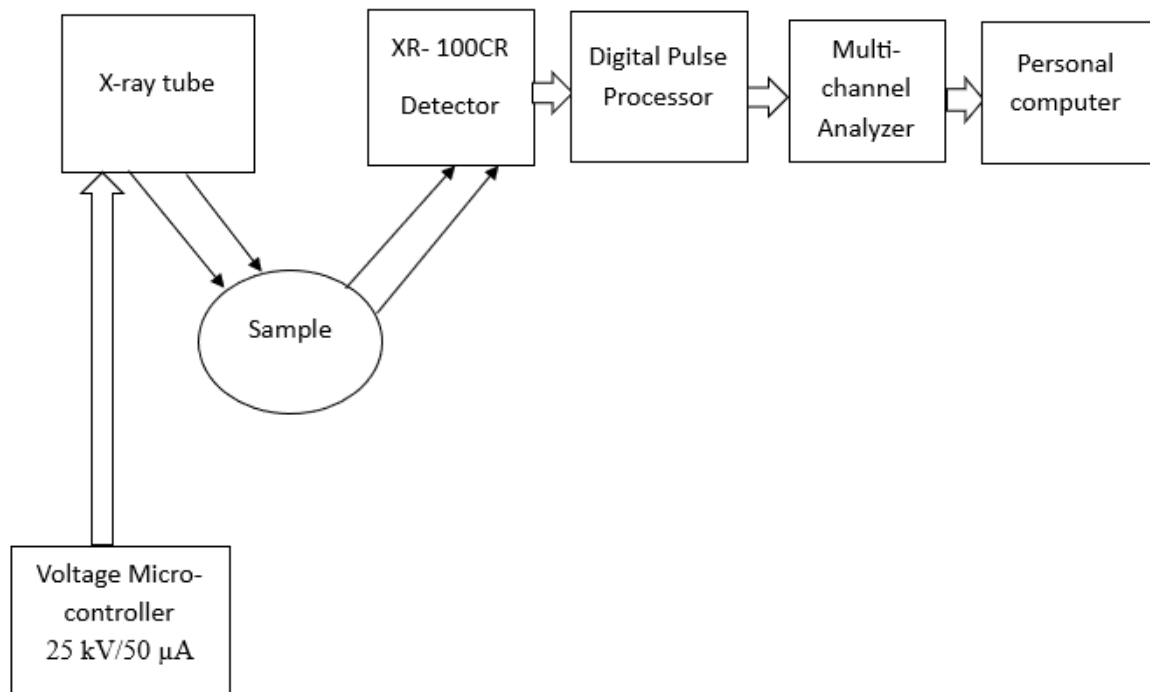 X-ray tube
XR- 100CR
Detector
Digital Pulse
Processor
Multi-
channel
Analyzer
Personal
computer
Sample
Voltage Micro-
controller
25 kV/50 μA